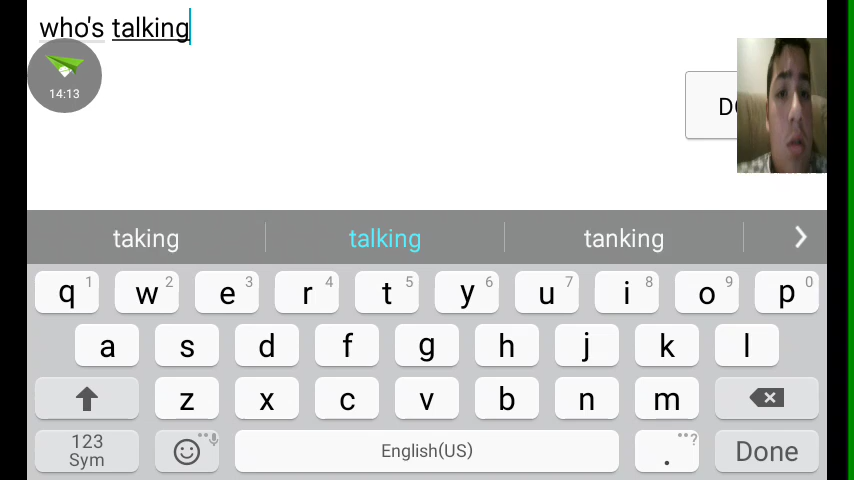 who's talking
14:13
taking talking tanking
q 1 w 2 e 3 r 4 t 5 y 6 u 7 i 8 o 9 p 0
a s d f g h j k l
z x c v b n m
123 Sym English(US) . ? Done